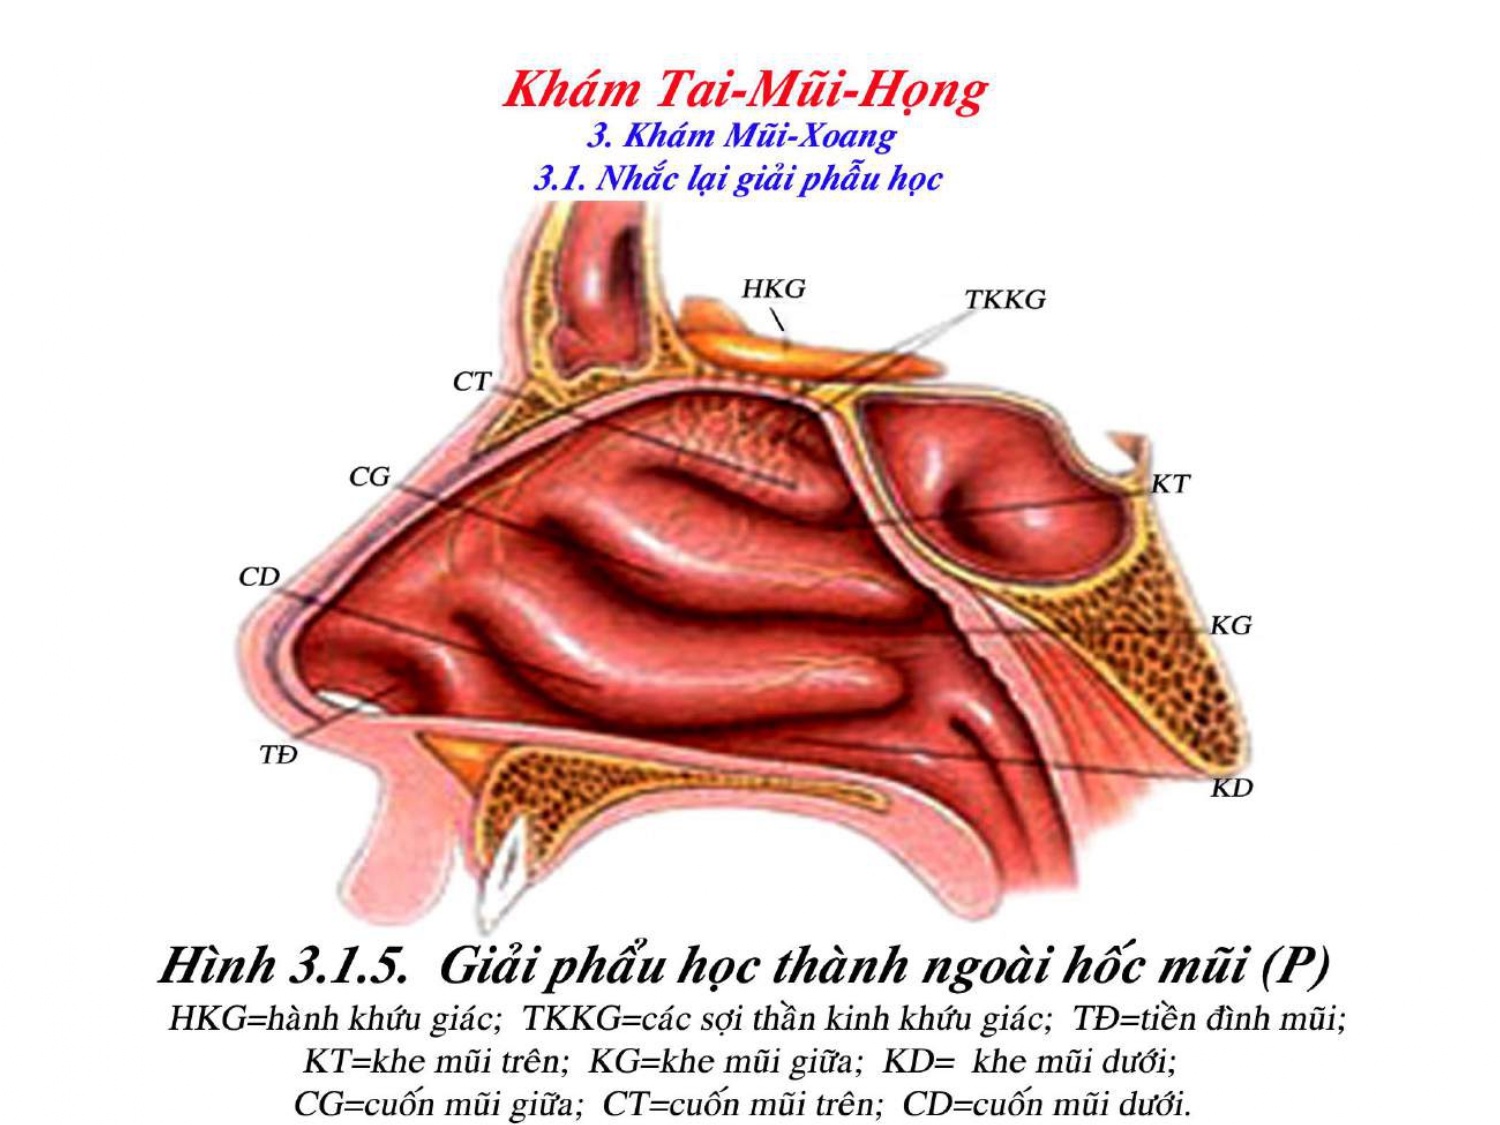 Khám Tai-Mũi-Họng
3. Khám Mũi-Xoang
3.1. Nhắc lại giải phẫu học
HKG
TKKG
CT
CG
KT
CD
KG
TĐ
KD
Hình 3.1.5. Giải phẩu học thành ngoài hốc mũi (P)
HKG=hành khứu giác; TKKG=các sợi thần kinh khứu giác; TĐ=tiền đình mũi;
KT=khe mũi trên; KG=khe mũi giữa; KD= khe mũi dưới;
CG=cuốn mũi giữa; CT=cuốn mũi trên; CD=cuốn mũi dưới.